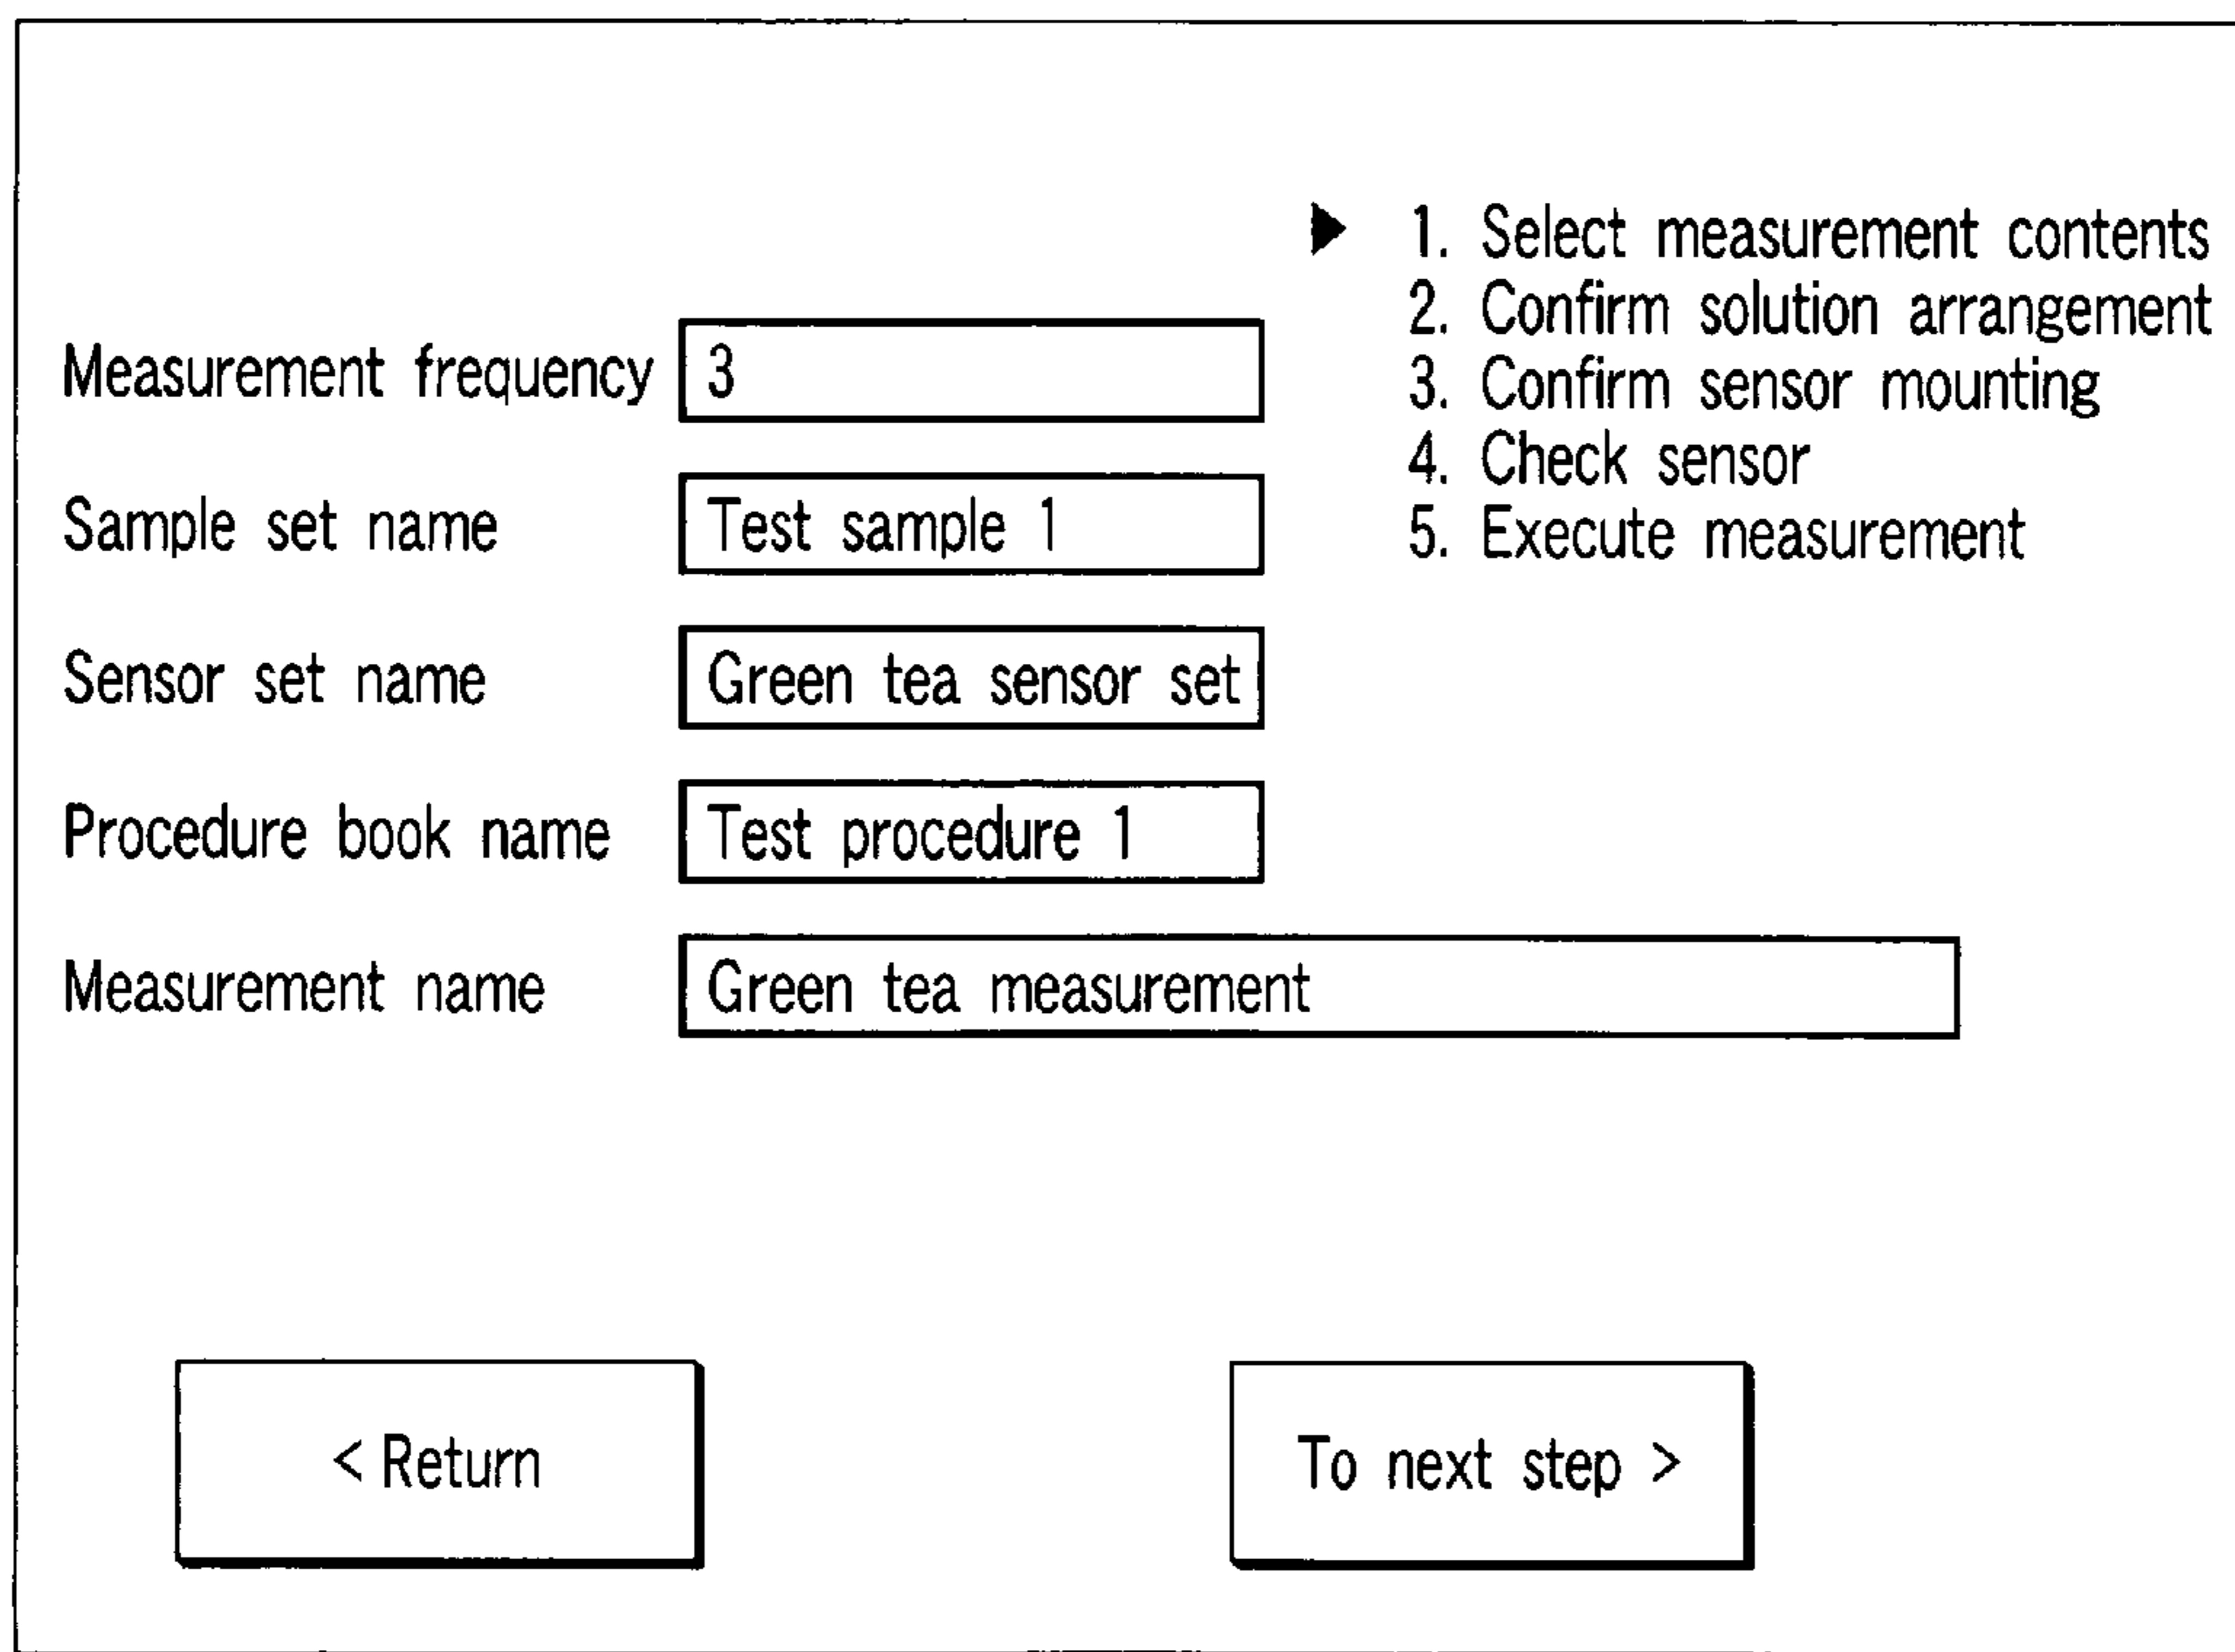 ▶ 1. Select measurement contents
2. Confirm solution arrangement
3. Confirm sensor mounting
4. Check sensor
5. Execute measurement
Measurement frequency 3
Sample set name Test sample 1
Sensor set name Green tea sensor set
Procedure book name Test procedure 1
Measurement name Green tea measurement
< Return
To next step >